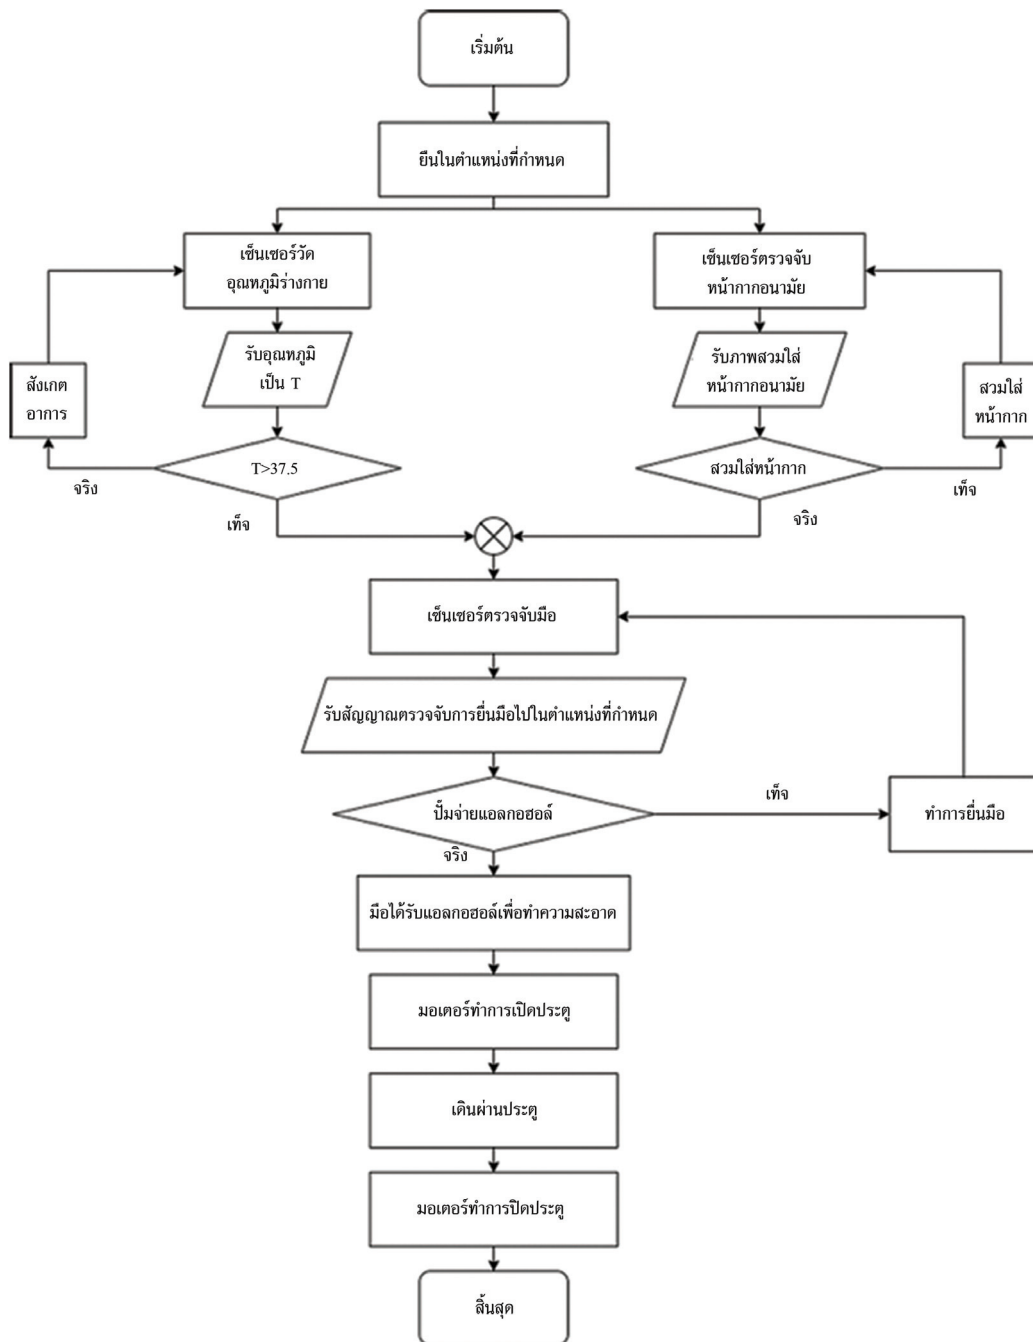 เริ่มต้น
ยืนในตำแหน่งที่กำหนด
เซ็นเซอร์วัด
อุณหภูมิร่างกาย
เซ็นเซอร์ตรวจจับ
หน้ากากอนามัย
รับอุณหภูมิ
เป็น T
รับภาพสวมใส่
หน้ากากอนามัย
สังเกต
อาการ
สวมใส่
หน้ากาก
T>37.5
สวมใส่หน้ากาก
จริง
เท็จ
เท็จ
จริง
เซ็นเซอร์ตรวจจับมือ
รับสัญญาณตรวจจับการยื่นมือไปในตำแหน่งที่กำหนด
ปั๊มจ่ายแอลกอฮอล์
เท็จ
ทำการยื่นมือ
จริง
มือได้รับแอลกอฮอล์เพื่อทำความสะอาด
มอเตอร์ทำการเปิดประตู
เดินผ่านประตู
มอเตอร์ทำการปิดประตู
สิ้นสุด